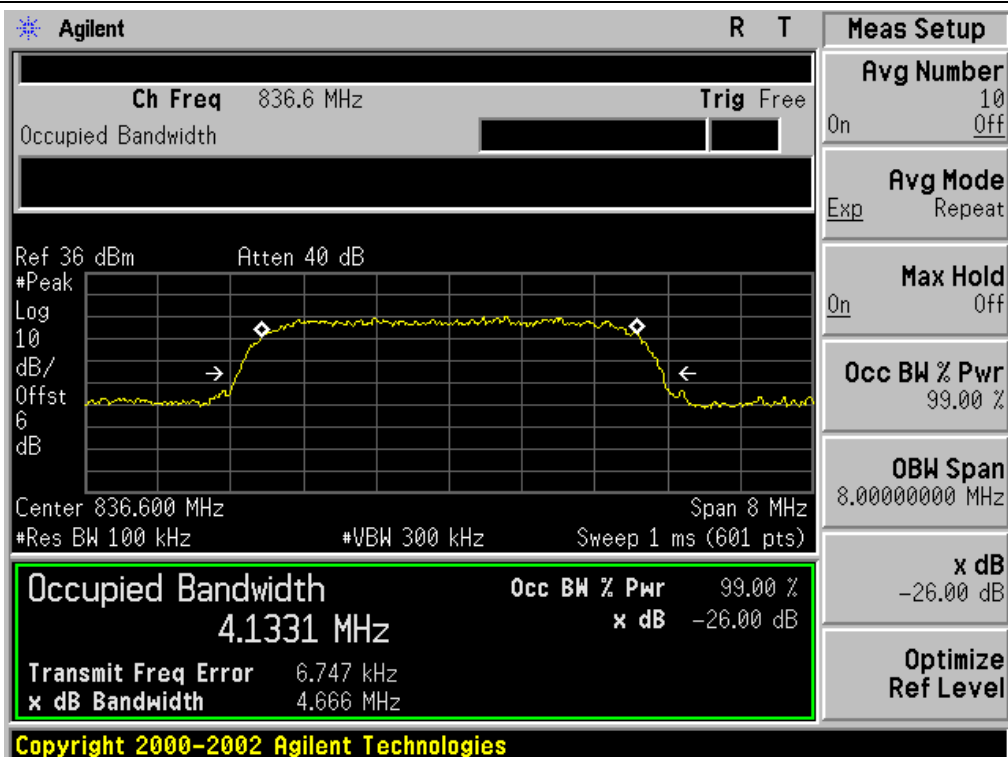 Agilent R T
Ch Freq 836.6 MHz Trig Free
Occupied Bandwidth
Ref 36 dBm Atten 40 dB
#Peak
Log
10
dB/
Offst
6
dB
Center 836.600 MHz Span 8 MHz
#Res BW 100 kHz #VBW 300 kHz Sweep 1 ms (601 pts)
Occupied Bandwidth Occ BW % Pwr 99.00 %
4.1331 MHz x dB -26.00 dB
Transmit Freq Error 6.747 kHz
x dB Bandwidth 4.666 MHz
Copyright 2000-2002 Agilent Technologies
Meas Setup
Avg Number
10
On Off
Avg Mode
Exp Repeat
Max Hold
On Off
Occ BW % Pwr
99.00 %
OBW Span
8.00000000 MHz
x dB
-26.00 dB
Optimize
Ref Level